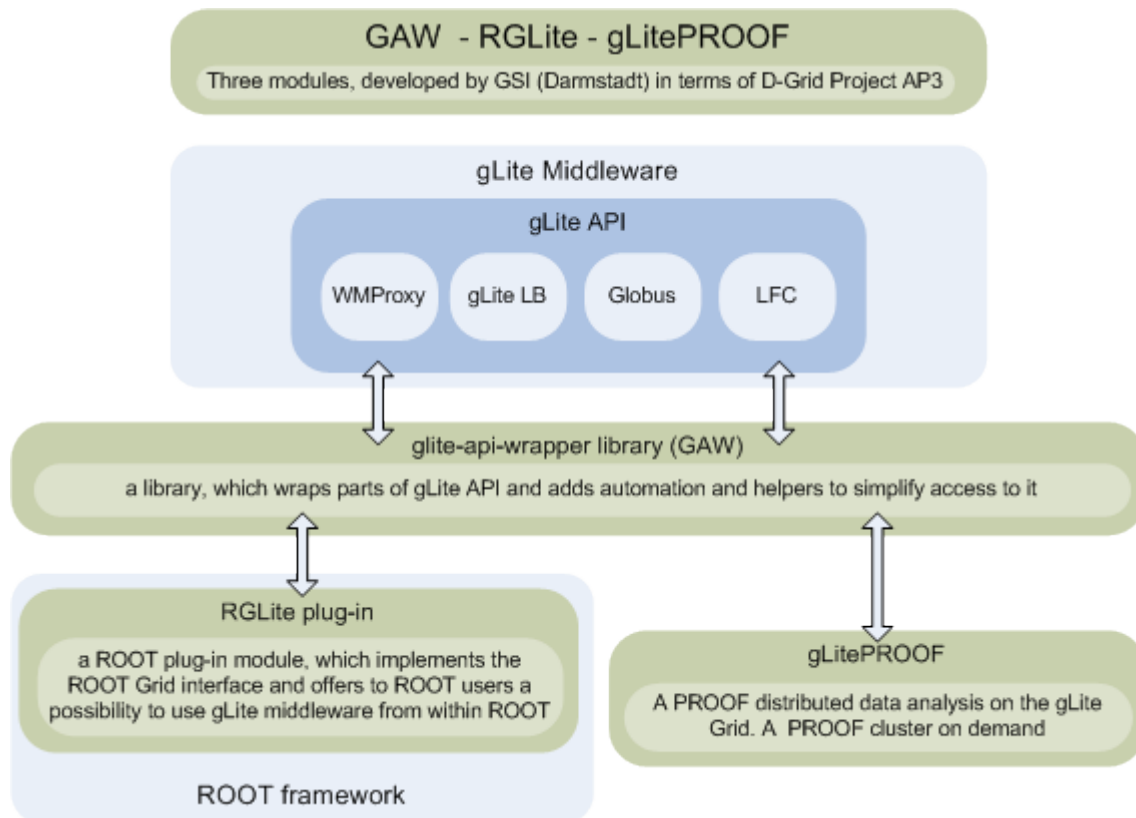 GAW - RGLite - gLitePROOF
Three modules, developed by GSI (Darmstadt) in terms of D-Grid Project AP3
gLite Middleware
gLite API
WMProxy
gLite LB
Globus
LFC
glite-api-wrapper library (GAW)
a library, which wraps parts of gLite API and adds automation and helpers to simplify access to it
RGLite plug-in
a ROOT plug-in module, which implements the
ROOT Grid interface and offers to ROOT users a
possibility to use gLite middleware from within ROOT
ROOT framework
gLitePROOF
A PROOF distributed data analysis on the gLite
Grid. A PROOF cluster on demand